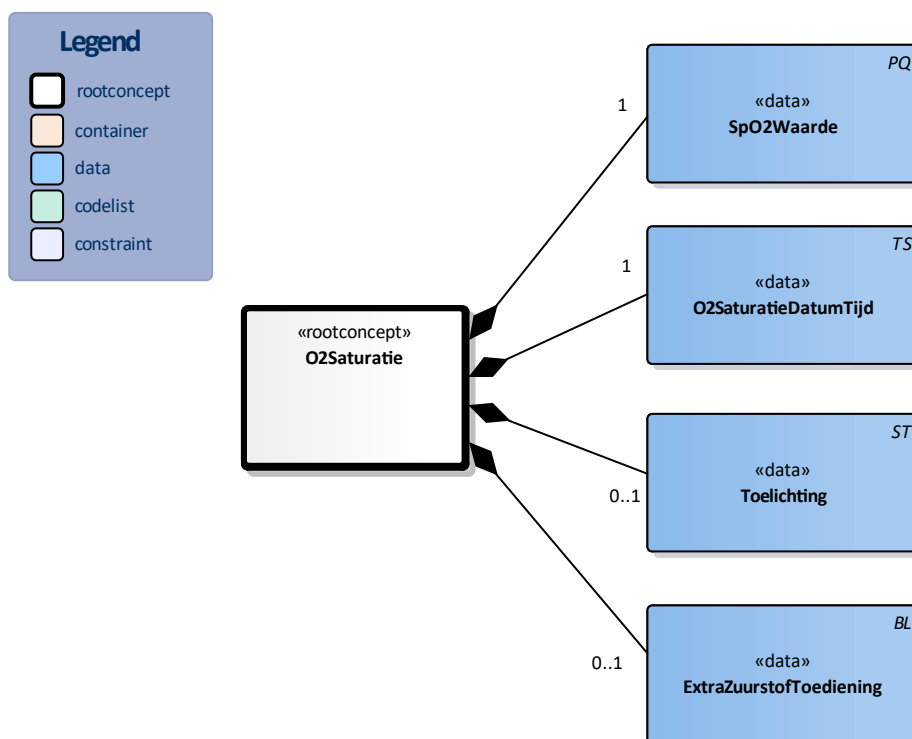 Legend
rootconcept
container
data
codelist
constraint
PQ
«data»
SpO2Waarde
1
TS
«data»
O2SaturatieDatumTijd
1
«rootconcept»
O2Saturatie
ST
«data»
Toelichting
0..1
BL
«data»
ExtraZuurstofToediening
0..1